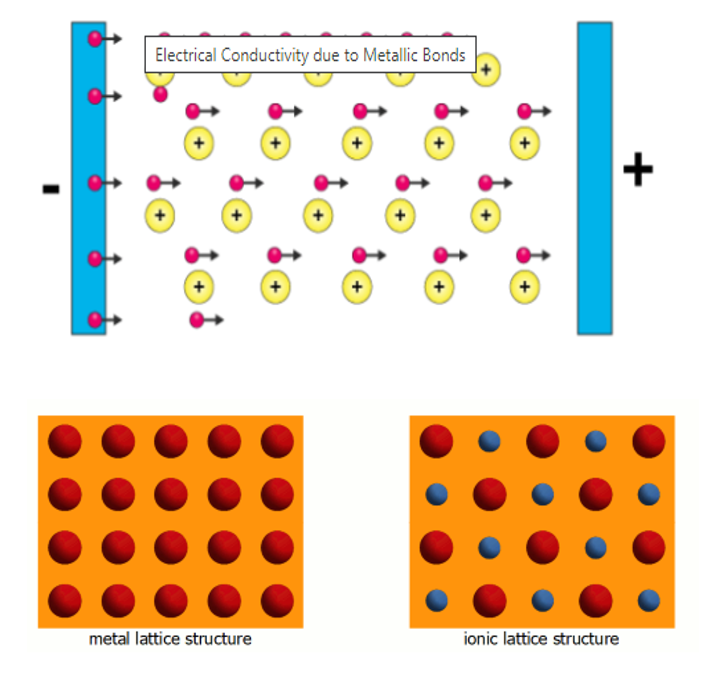 Electrical Conductivity due to Metallic Bonds
+
+ + + + +
- +
+ + + + +
+ + + + +
metal lattice structure
ionic lattice structure